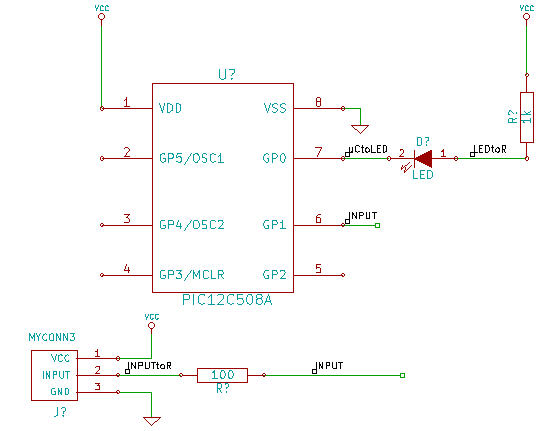 VCC
VCC
U?
1 VDD VSS 8
R? 1k
2 GP5/OSC1 GP0 7 µCtoLED 2 D? LED 1 LEDtoR
3 GP4/OSC2 GP1 6 INPUT
4 GP3/MCLR GP2 5
PIC12C508A
VCC
MYCONN3
VCC 1
INPUT 2 INPUTtoR 100 INPUT
R?
GND 3
J?